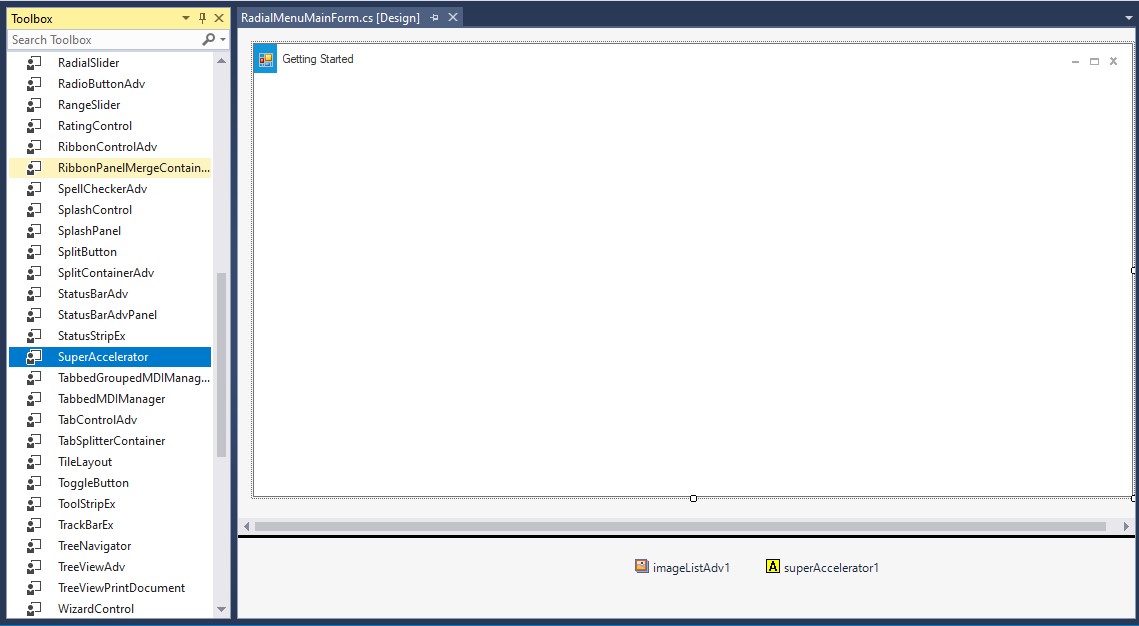 Toolbox
Search Toolbox
RadialSlider
RadioButtonAdv
RangeSlider
RatingControl
RibbonControlAdv
RibbonPanelMergeContain...
SpellCheckerAdv
SplashControl
SplashPanel
SplitButton
SplitContainerAdv
StatusBarAdv
StatusBarAdvPanel
StatusStripEx
SuperAccelerator
TabbedGroupedMDIManag...
TabbedMDIManager
TabControlAdv
TabSplitterContainer
TileLayout
ToggleButton
ToolStripEx
TrackBarEx
TreeNavigator
TreeViewAdv
TreeViewPrintDocument
WizardControl
RadialMenuMainForm.cs [Design]
Getting Started
imageListAdv1
A superAccelerator1